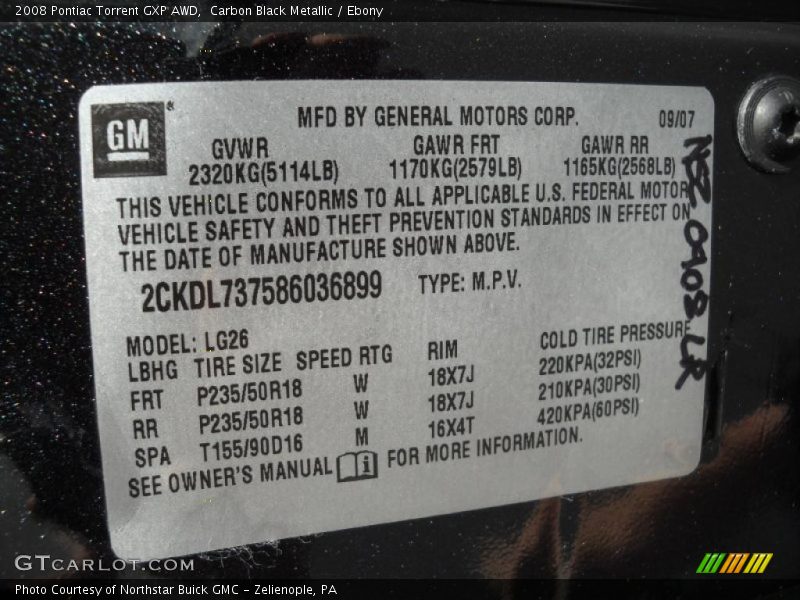 2008 Pontiac Torrent GXP AWD, Carbon Black Metallic / Ebony
GM
MFD BY GENERAL MOTORS CORP. 09/07
GVWR GAWR FRT GAWR RR
2320KG(5114LB) 1170KG(2579LB) 1165KG(2568LB)
THIS VEHICLE CONFORMS TO ALL APPLICABLE U.S. FEDERAL MOTOR
VEHICLE SAFETY AND THEFT PREVENTION STANDARDS IN EFFECT ON
THE DATE OF MANUFACTURE SHOWN ABOVE.
2CKDL737586036899 TYPE: M.P.V.
MODEL: LG26
LBHG TIRE SIZE SPEED RTG RIM COLD TIRE PRESSURE
FRT P235/50R18 W 18X7J 220KPA(32PSI)
RR P235/50R18 W 18X7J 210KPA(30PSI)
SPA T155/90D16 M 16X4T 420KPA(60PSI)
SEE OWNER'S MANUAL FOR MORE INFORMATION.
0908 LR
GTCARLOT.COM
Photo Courtesy of Northstar Buick GMC - Zelienople, PA